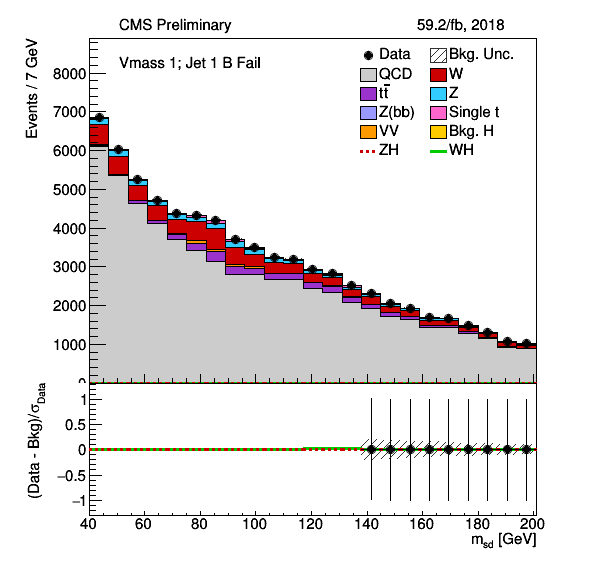 CMS Preliminary 59.2/fb, 2018
Vmass 1; Jet 1 B Fail
Data
Bkg. Unc.
QCD
W
tt̄
Z
Z(bb)
Single t
VV
Bkg. H
ZH
WH
Events / 7 GeV
8000
7000
6000
5000
4000
3000
2000
1000
0
(Data - Bkg)/σData
1
0.5
0
−0.5
−1
40 60 80 100 120 140 160 180 200
msd [GeV]